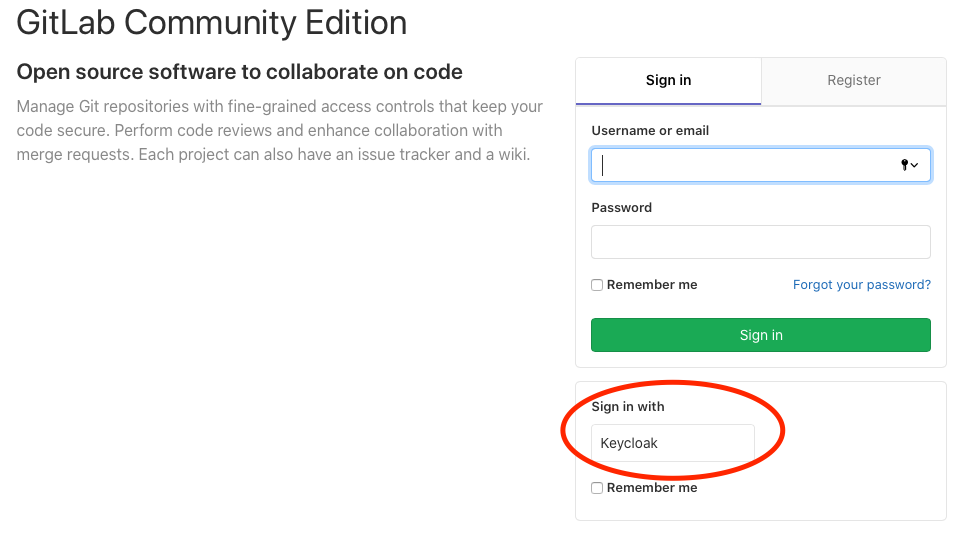 GitLab Community Edition
Open source software to collaborate on code
Manage Git repositories with fine-grained access controls that keep your
code secure. Perform code reviews and enhance collaboration with
merge requests. Each project can also have an issue tracker and a wiki.
Sign in
Register
Username or email
Password
Remember me
Forgot your password?
Sign in
Sign in with
Keycloak
Remember me